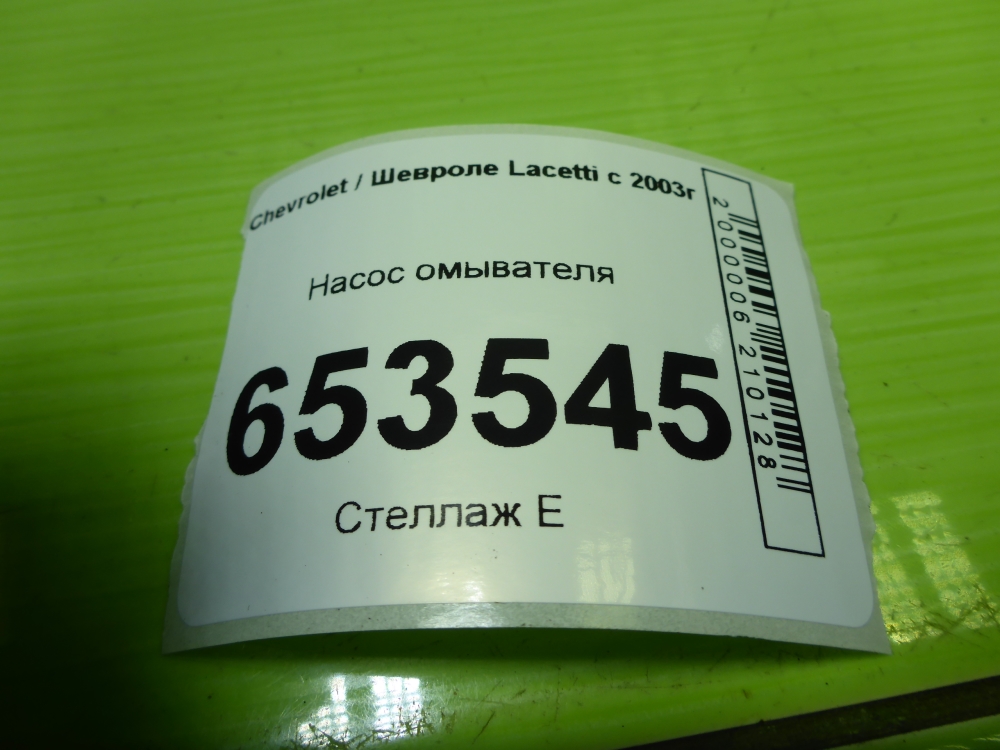 Chevrolet / Шевроле Lacetti с 2003г
Насос омывателя
653545
Стеллаж Е
2000006210128